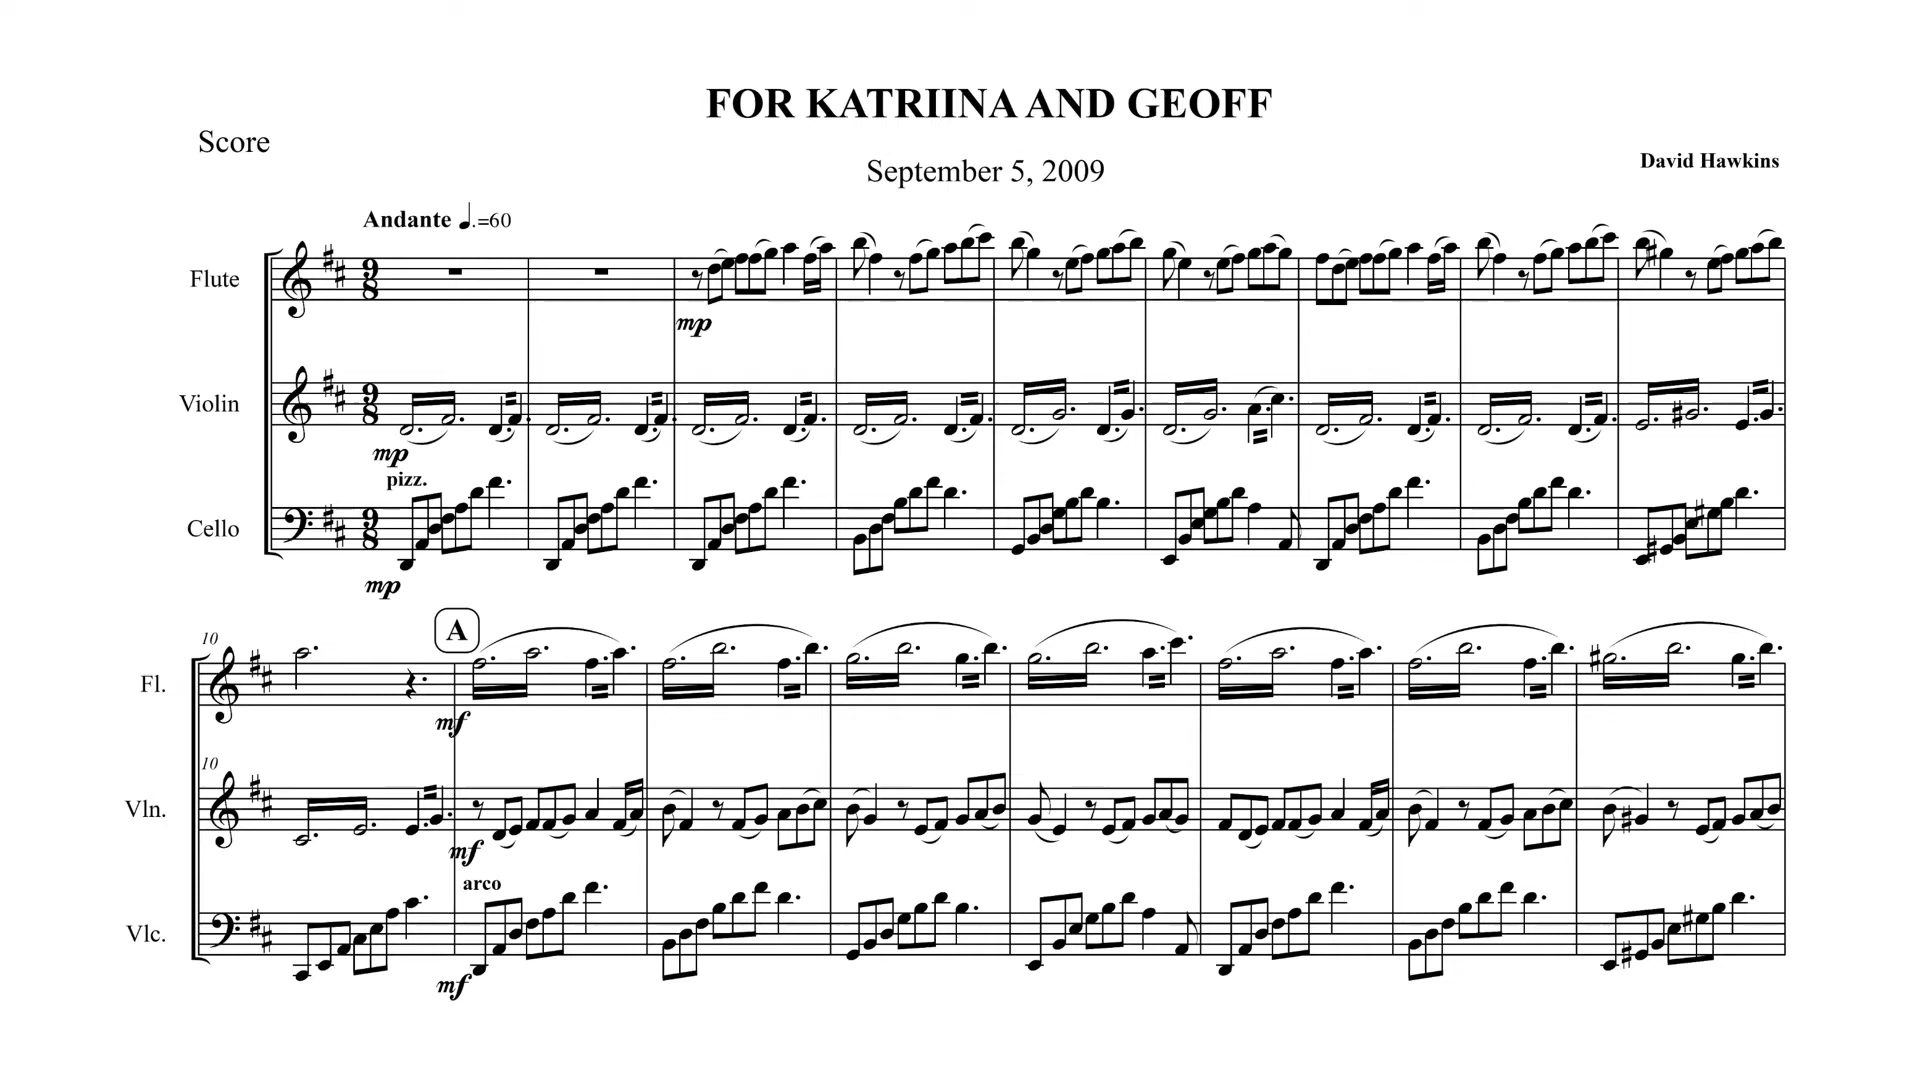 FOR KATRIINA AND GEOFF
Score
September 5, 2009
David Hawkins
Andante ♩.=60
Flute
mp
Violin
mp
pizz.
Cello
mp
10
A
Fl.
mf
10
Vln.
mf
arco
Vlc.
mf